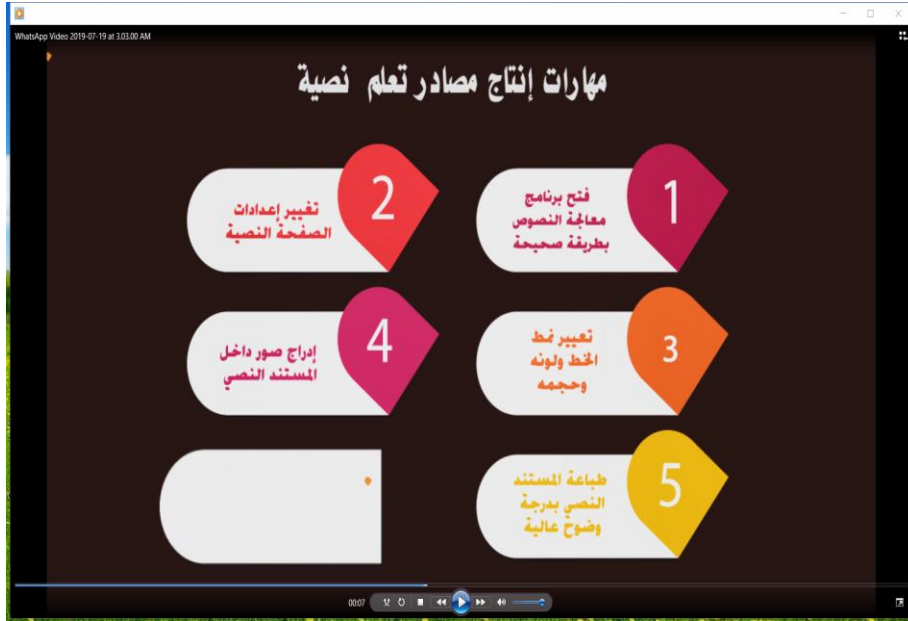 WhatsApp Video 2019-07-19 at 3.03.00 AM
مهارات إنتاج مصادر تعلم نصية
1
فتح برنامج
معالجة النصوص
بطريقة صحيحة
2
تغيير إعدادات
الصفحة النصية
3
تعيير نمط
الخط ولونه
وحجمه
4
إدراج صور داخل
المستند النصي
5
طباعة المستند
النصي بدرجة
وضوح عالية
00:07